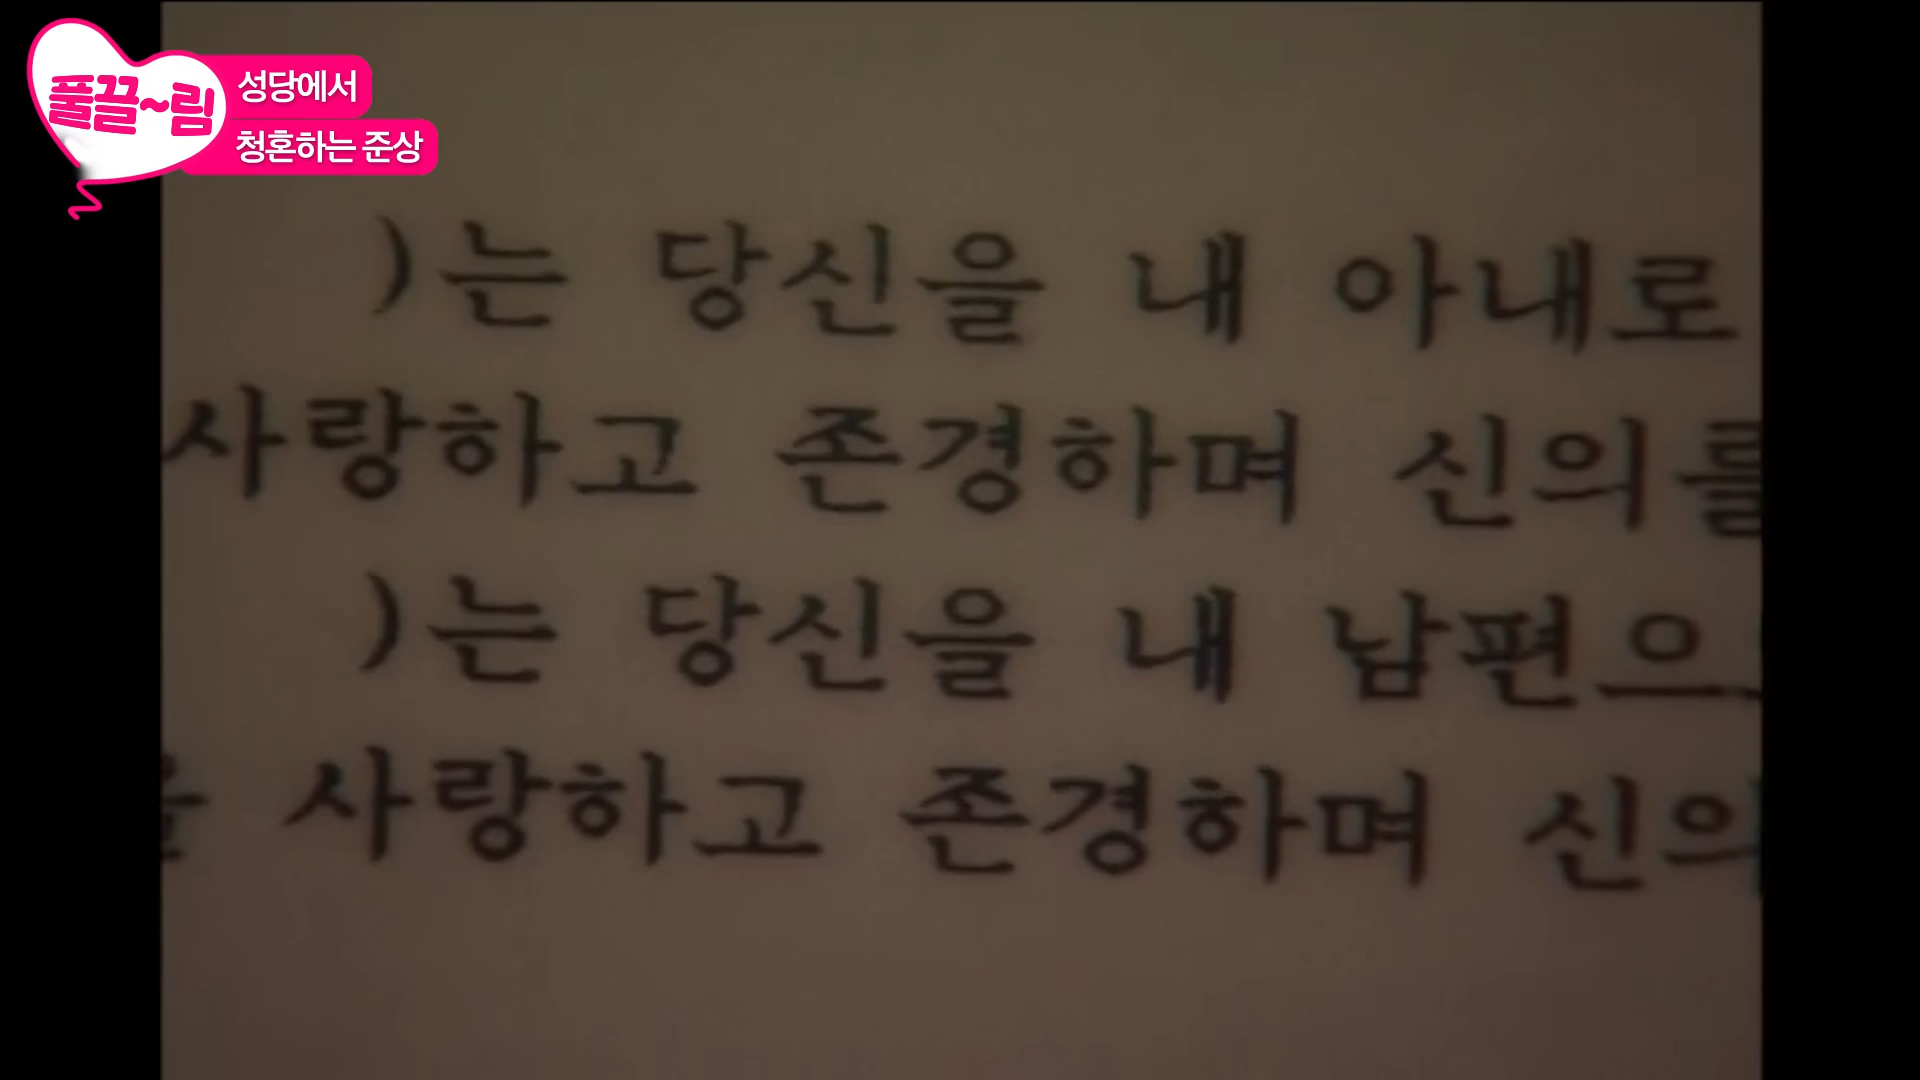 풀끌~림
성당에서
청혼하는 준상
)는 당신을 내 아내로
사랑하고 존경하며 신의를
)는 당신을 내 남편으
을 사랑하고 존경하며 신의